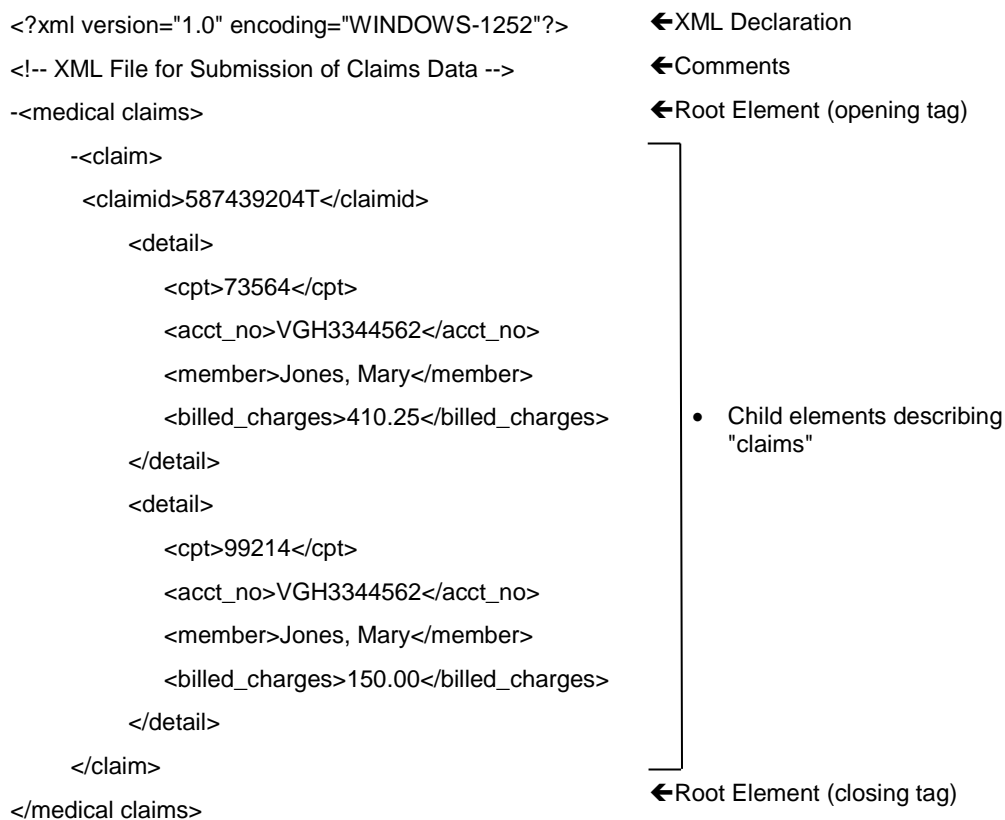 <?xml version="1.0" encoding="WINDOWS-1252"?> 🡸XML Declaration
<!-- XML File for Submission of Claims Data --> 🡸Comments
-<medical claims> 🡸Root Element (opening tag)
-<claim>
<claimid>587439204T</claimid>
<detail>
<cpt>73564</cpt>
<acct_no>VGH3344562</acct_no>
<member>Jones, Mary</member>
<billed_charges>410.25</billed_charges>
</detail>
<detail>
<cpt>99214</cpt>
<acct_no>VGH3344562</acct_no>
<member>Jones, Mary</member>
<billed_charges>150.00</billed_charges>
</detail>
</claim>
• Child elements describing
"claims"
</medical claims> 🡸Root Element (closing tag)